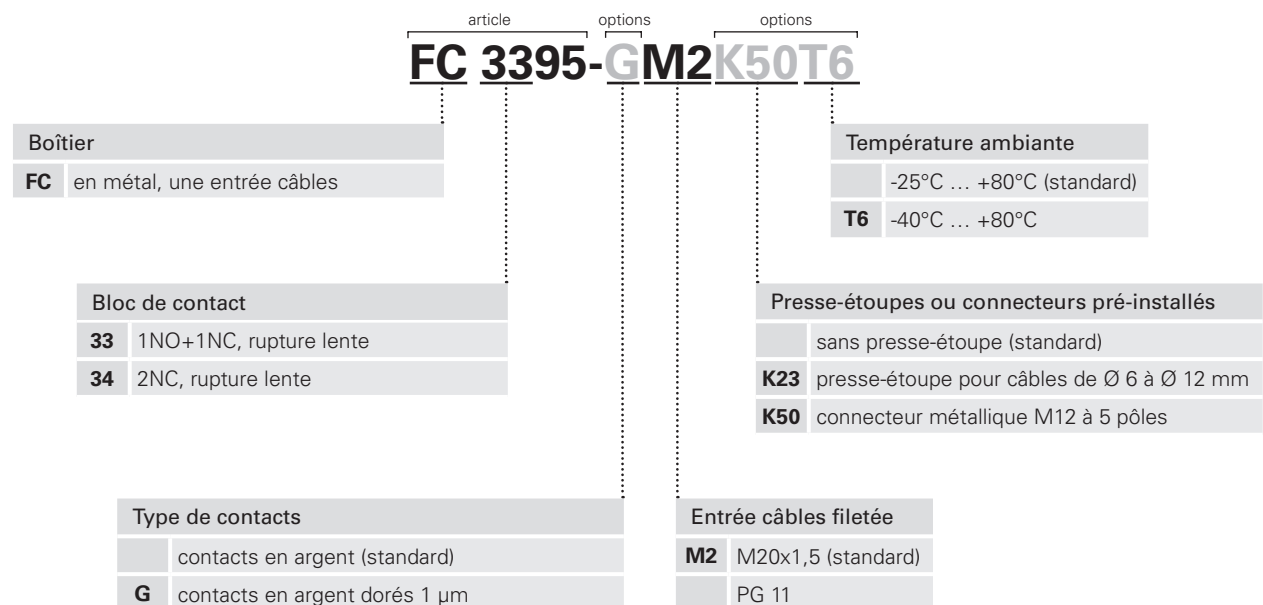 article options options
FC 3395-GM2K50T6
Boîtier
FC en métal, une entrée câbles
Température ambiante
-25°C … +80°C (standard)
T6 -40°C … +80°C
Bloc de contact
33 1NO+1NC, rupture lente
34 2NC, rupture lente
Presse-étoupes ou connecteurs pré-installés
sans presse-étoupe (standard)
K23 presse-étoupe pour câbles de Ø 6 à Ø 12 mm
K50 connecteur métallique M12 à 5 pôles
Type de contacts
contacts en argent (standard)
G contacts en argent dorés 1 µm
Entrée câbles filetée
M2 M20x1,5 (standard)
PG 11